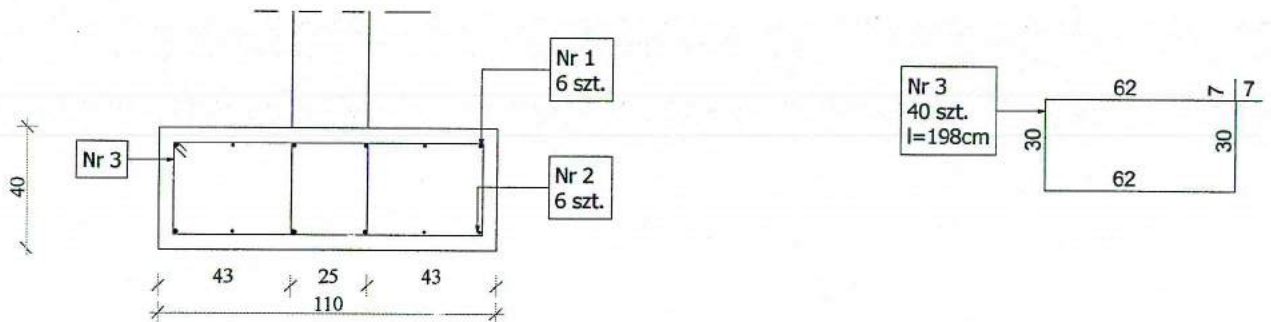 Nr 1
6 szt.
Nr 3
Nr 2
6 szt.
40
43 25 43
110
Nr 3
40 szt.
l=198cm
62 7 7
30 30
62